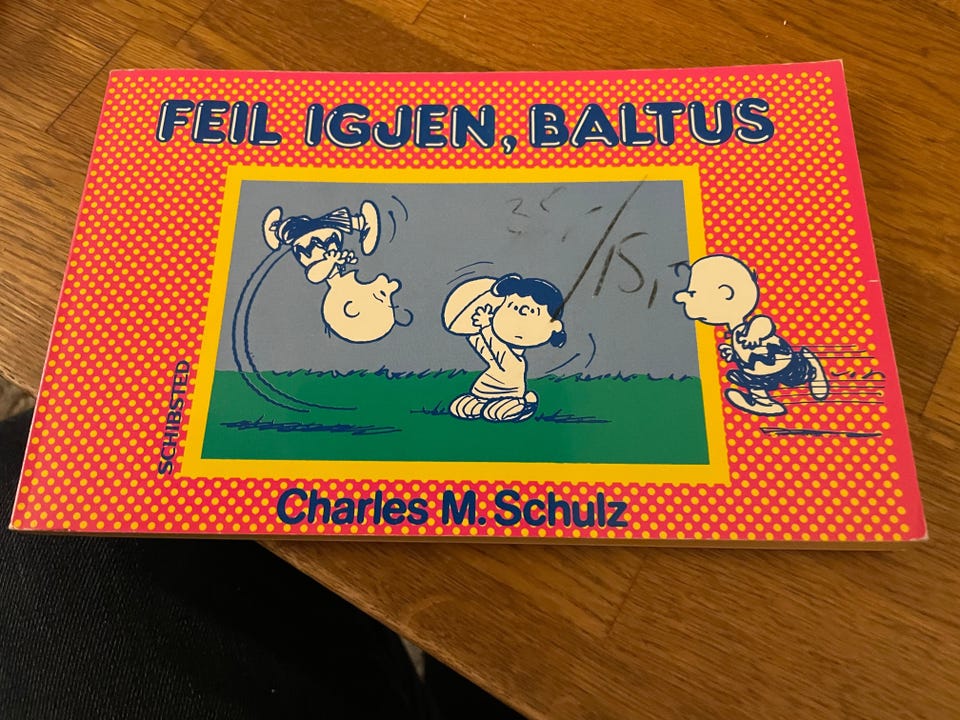 FEIL IGJEN, BALTUS
SCHIBSTED
Charles M. Schulz